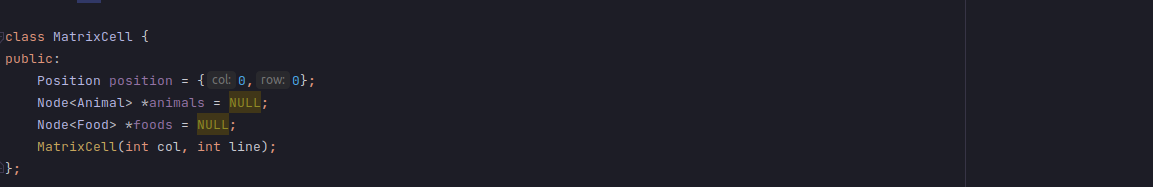 class MatrixCell {
public:
    Position position = { col: 0, row: 0};
    Node<Animal> *animals = NULL;
    Node<Food> *foods = NULL;
    MatrixCell(int col, int line);
};